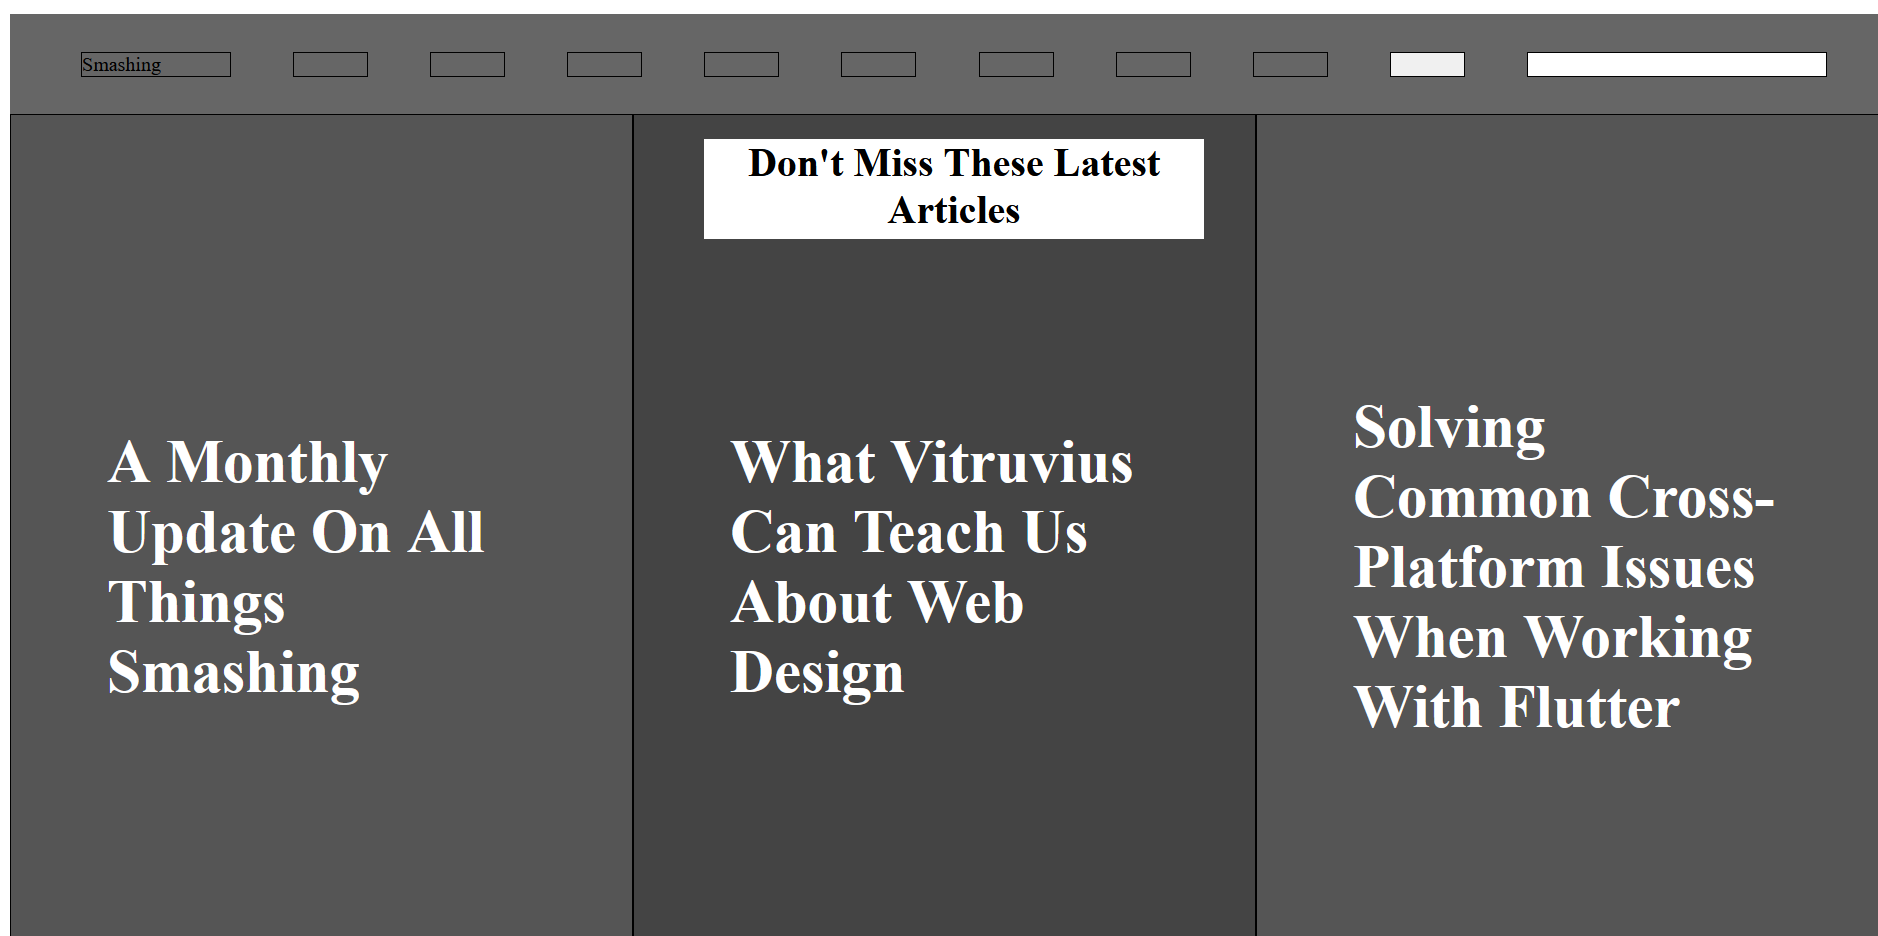 Smashing
Don't Miss These Latest
Articles
A Monthly
Update On All
Things
Smashing
What Vitruvius
Can Teach Us
About Web
Design
Solving
Common Cross-
Platform Issues
When Working
With Flutter